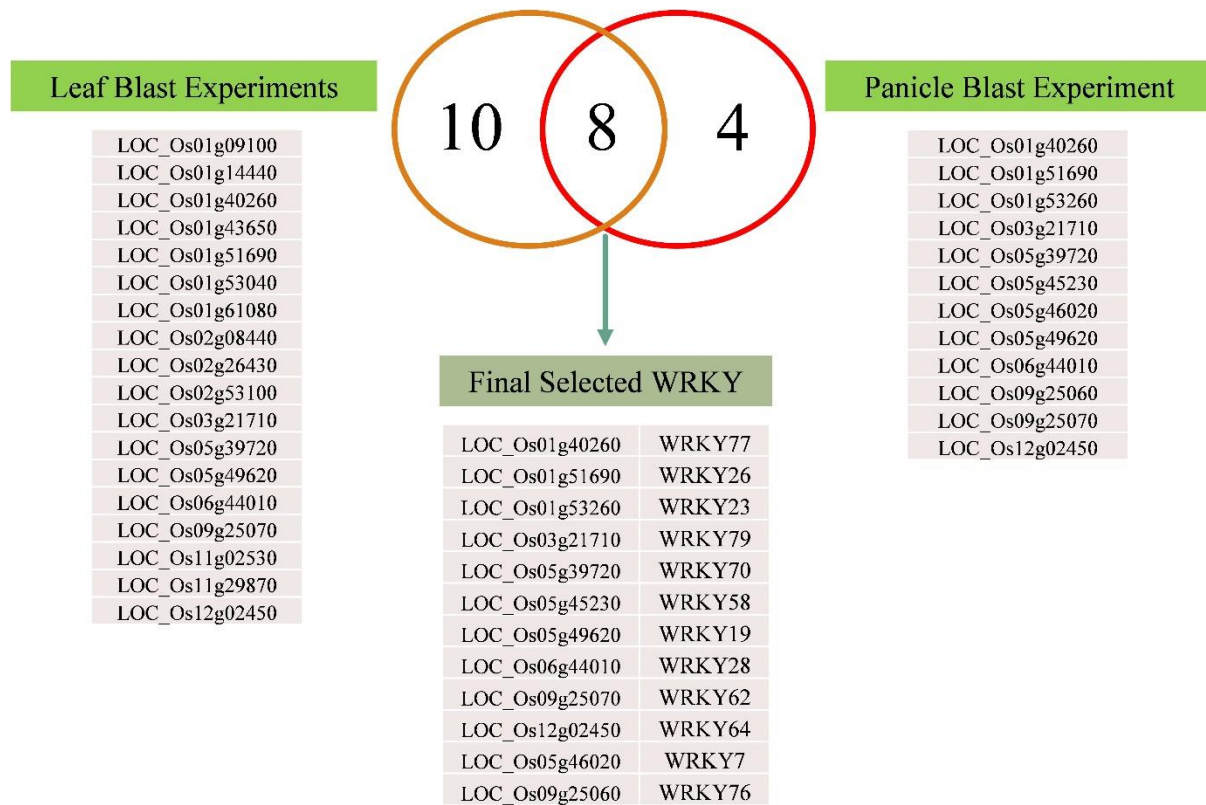 Leaf Blast Experiments
LOC_Os01g09100
LOC_Os01g14440
LOC_Os01g40260
LOC_Os01g43650
LOC_Os01g51690
LOC_Os01g53040
LOC_Os01g61080
LOC_Os02g08440
LOC_Os02g26430
LOC_Os02g53100
LOC_Os03g21710
LOC_Os05g39720
LOC_Os05g49620
LOC_Os06g44010
LOC_Os09g25070
LOC_Os11g02530
LOC_Os11g29870
LOC_Os12g02450
10 8 4
Final Selected WRKY
LOC_Os01g40260 WRKY77
LOC_Os01g51690 WRKY26
LOC_Os01g53260 WRKY23
LOC_Os03g21710 WRKY79
LOC_Os05g39720 WRKY70
LOC_Os05g45230 WRKY58
LOC_Os05g49620 WRKY19
LOC_Os06g44010 WRKY28
LOC_Os09g25070 WRKY62
LOC_Os12g02450 WRKY64
LOC_Os05g46020 WRKY7
LOC_Os09g25060 WRKY76
Panicle Blast Experiment
LOC_Os01g40260
LOC_Os01g51690
LOC_Os01g53260
LOC_Os03g21710
LOC_Os05g39720
LOC_Os05g45230
LOC_Os05g46020
LOC_Os05g49620
LOC_Os06g44010
LOC_Os09g25060
LOC_Os09g25070
LOC_Os12g02450